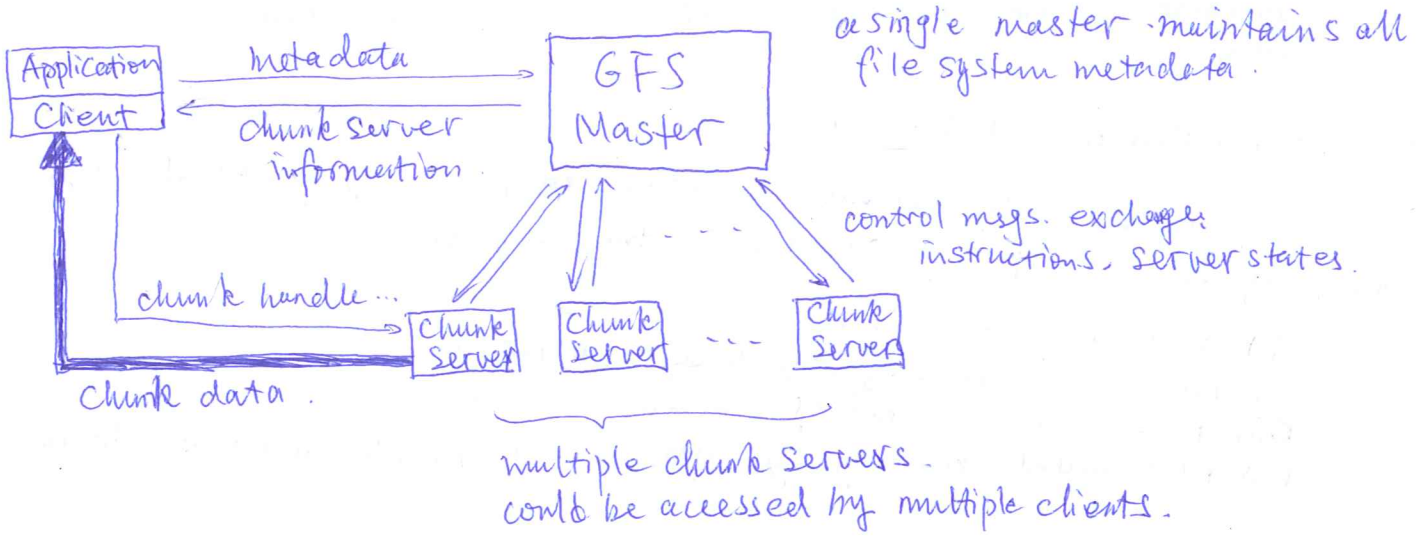 a single master maintains all
file system metadata.
Application
Client
metadata
chunk server
information
GFS
Master
control msgs. exchange:
instructions, server states.
chunk handle...
Chunk
Server
Chunk
Server
...
Chunk
Server
Chunk data.
multiple chunk servers.
could be accessed by multiple clients.